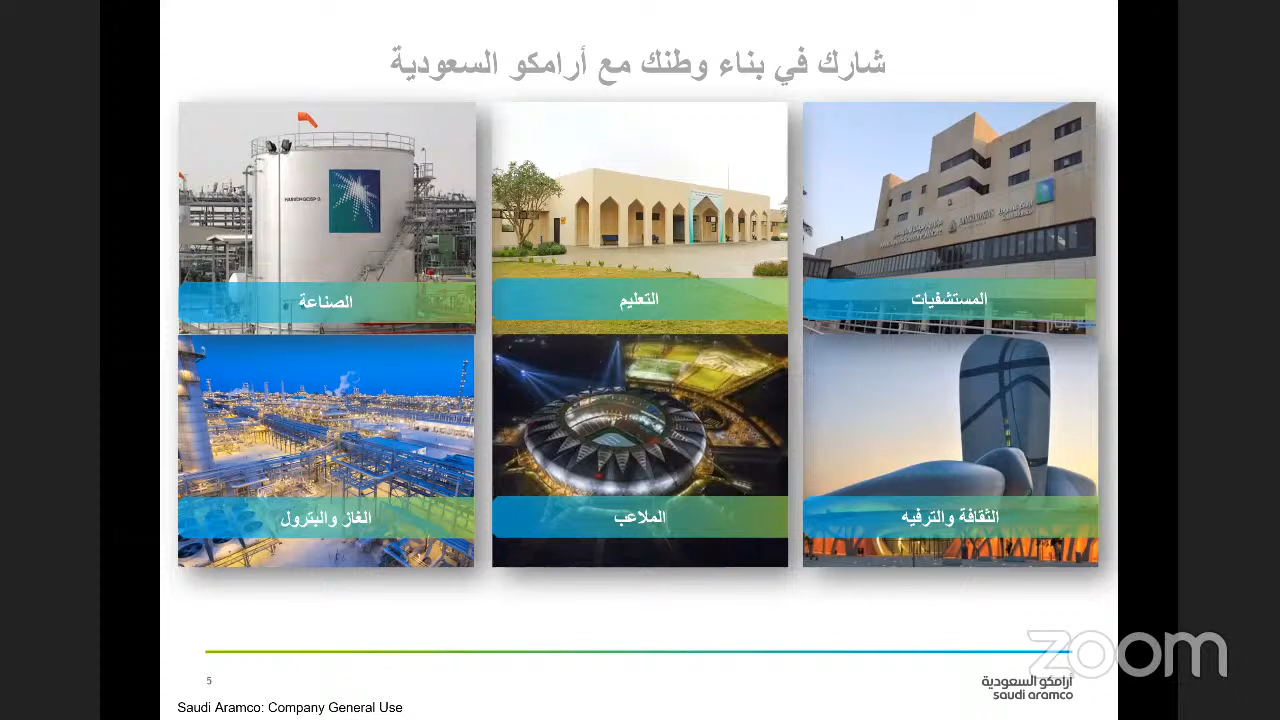 شارك في بناء وطنك مع أرامكو السعودية
المستشفيات
التعليم
الصناعة
الثقافة والترفيه
الملاعب
الغاز والبترول
zoom
أرامكو السعودية
saudi aramco
5
Saudi Aramco: Company General Use